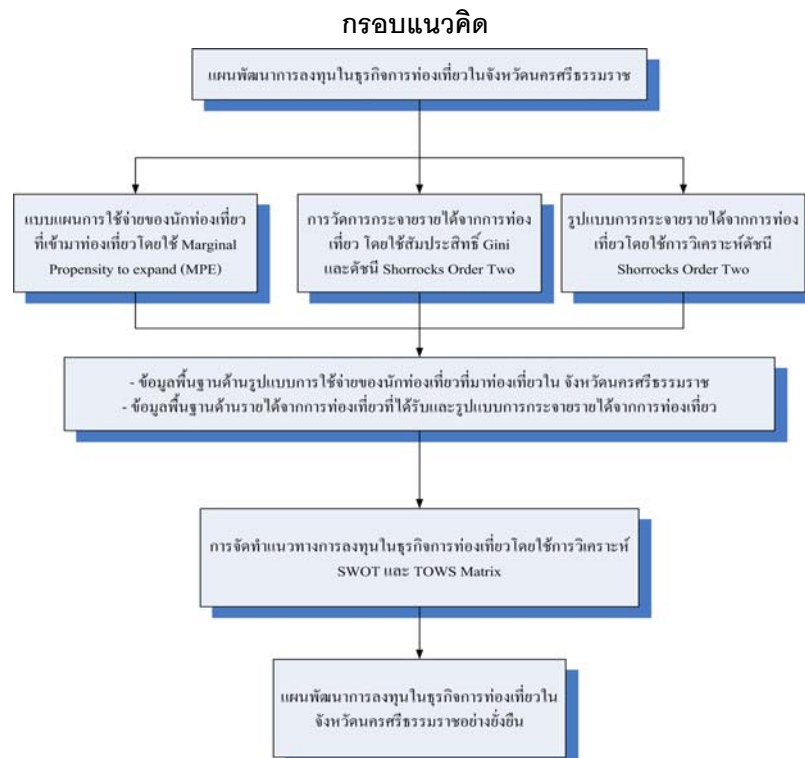 กรอบแนวคิด
แผนพัฒนาการลงทุนในธุรกิจการท่องเที่ยวในจังหวัดนครศรีธรรมราช
แบบแผนการใช้จ่ายของนักท่องเที่ยว
ที่เข้ามาท่องเที่ยวโดยใช้ Marginal
Propensity to expand (MPE)
การวัดการกระจายรายได้จากการท่อง
เที่ยว โดยใช้สัมประสิทธิ์ Gini
และดัชนี Shorrocks Order Two
รูปแบบการกระจายรายได้จากการท่อง
เที่ยวโดยใช้การวิเคราะห์ดัชนี
Shorrocks Order Two
- ข้อมูลพื้นฐานด้านรูปแบบการใช้จ่ายของนักท่องเที่ยวที่มาท่องเที่ยวใน จังหวัดนครศรีธรรมราช
- ข้อมูลพื้นฐานด้านรายได้จากการท่องเที่ยวที่ได้รับและรูปแบบการกระจายรายได้จากการท่องเที่ยว
การจัดทำแนวทางการลงทุนในธุรกิจการท่องเที่ยวโดยใช้การวิเคราะห์
SWOT และ TOWS Matrix
แผนพัฒนาการลงทุนในธุรกิจการท่องเที่ยวใน
จังหวัดนครศรีธรรมราชอย่างยั่งยืน